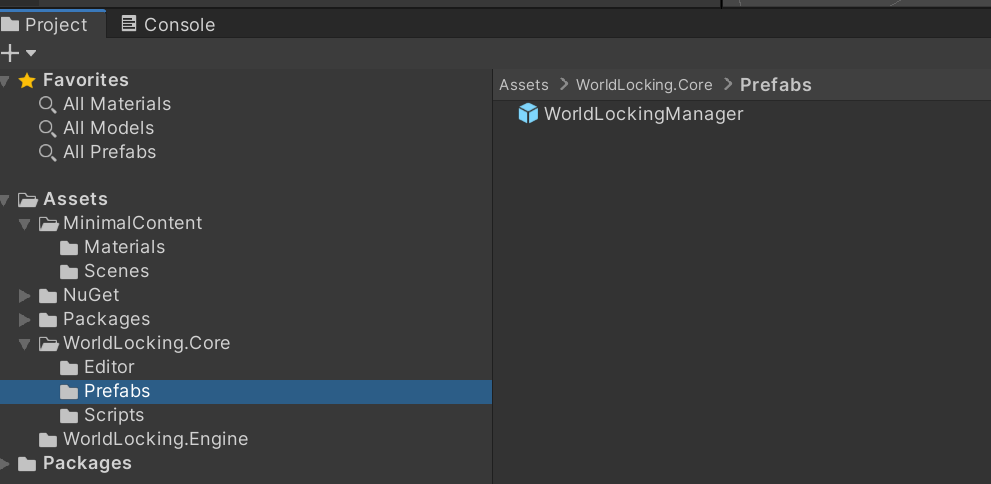 Project Console
Favorites
All Materials
All Models
All Prefabs
Assets
MinimalContent
Materials
Scenes
NuGet
Packages
WorldLocking.Core
Editor
Prefabs
Scripts
WorldLocking.Engine
Packages
Assets > WorldLocking.Core > Prefabs
WorldLockingManager